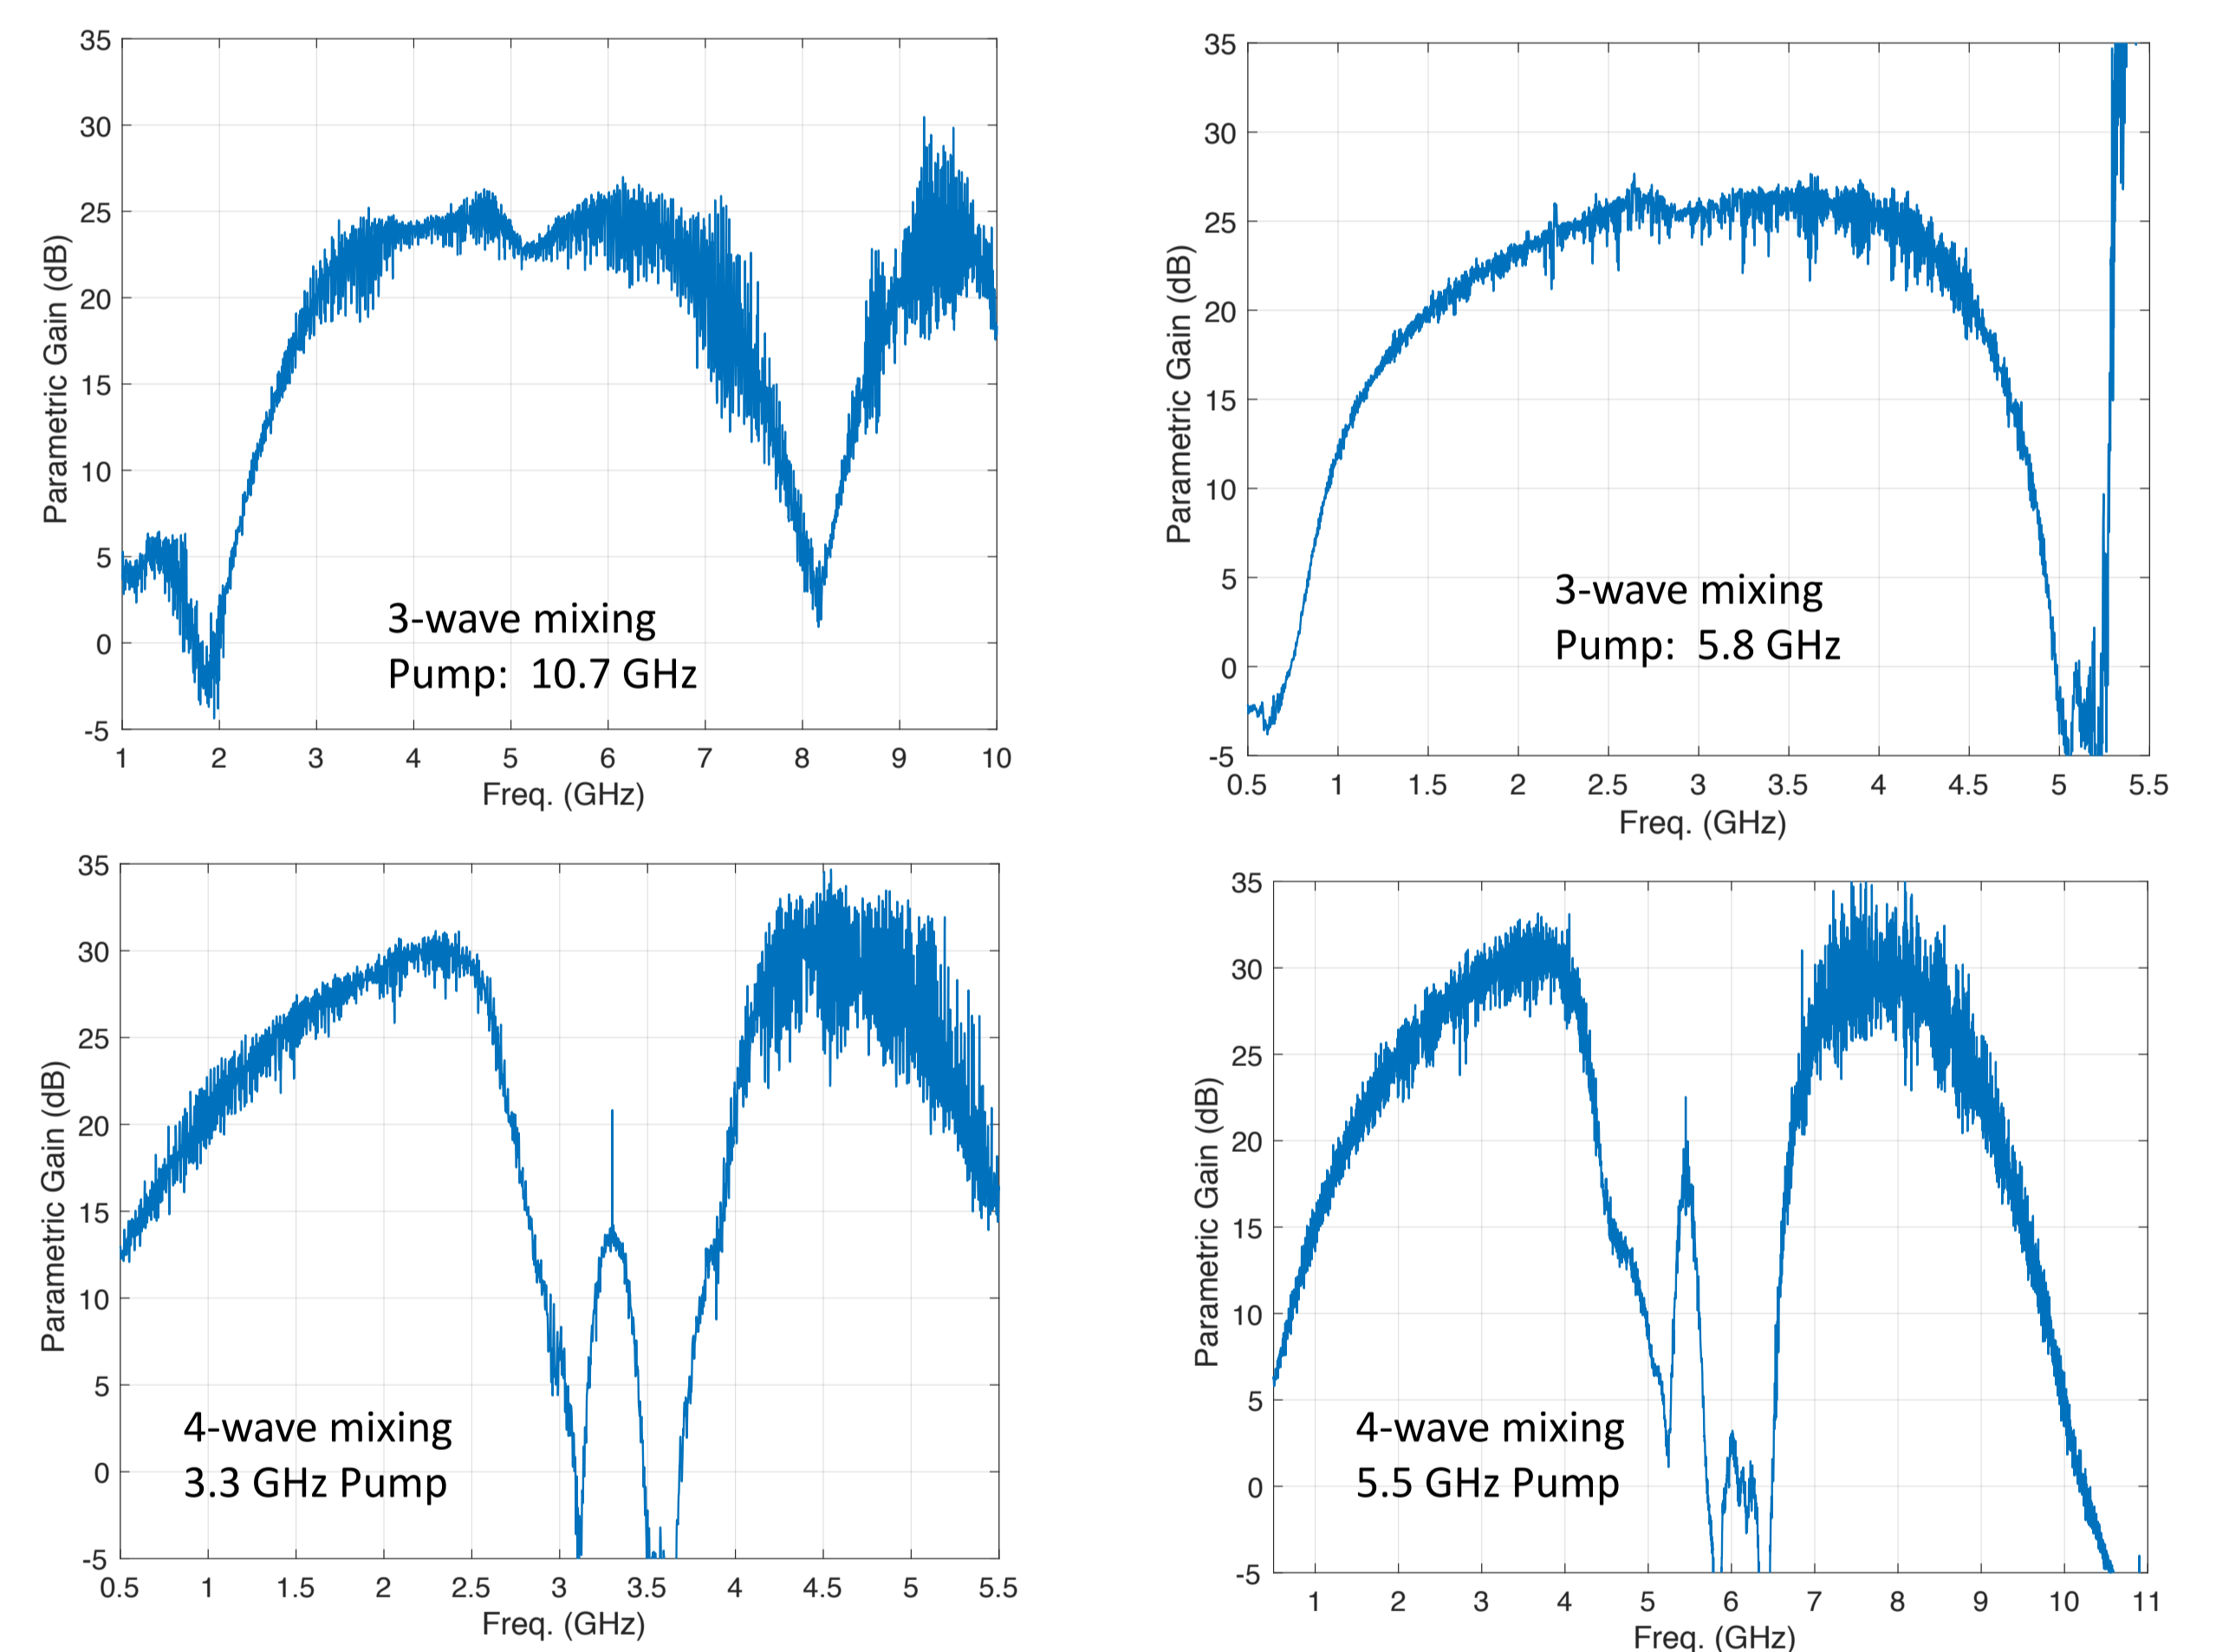 35
30
25
20
15
10
5
0
-5
Parametric Gain (dB)
3-wave mixing
Pump: 10.7 GHz
1 2 3 4 5 6 7 8 9 10
Freq. (GHz)
35
30
25
20
15
10
5
0
-5
Parametric Gain (dB)
3-wave mixing
Pump: 5.8 GHz
0.5 1 1.5 2 2.5 3 3.5 4 4.5 5 5.5
Freq. (GHz)
35
30
25
20
15
10
5
0
-5
Parametric Gain (dB)
4-wave mixing
3.3 GHz Pump
0.5 1 1.5 2 2.5 3 3.5 4 4.5 5 5.5
Freq. (GHz)
35
30
25
20
15
10
5
0
-5
Parametric Gain (dB)
4-wave mixing
5.5 GHz Pump
1 2 3 4 5 6 7 8 9 10 11
Freq. (GHz)